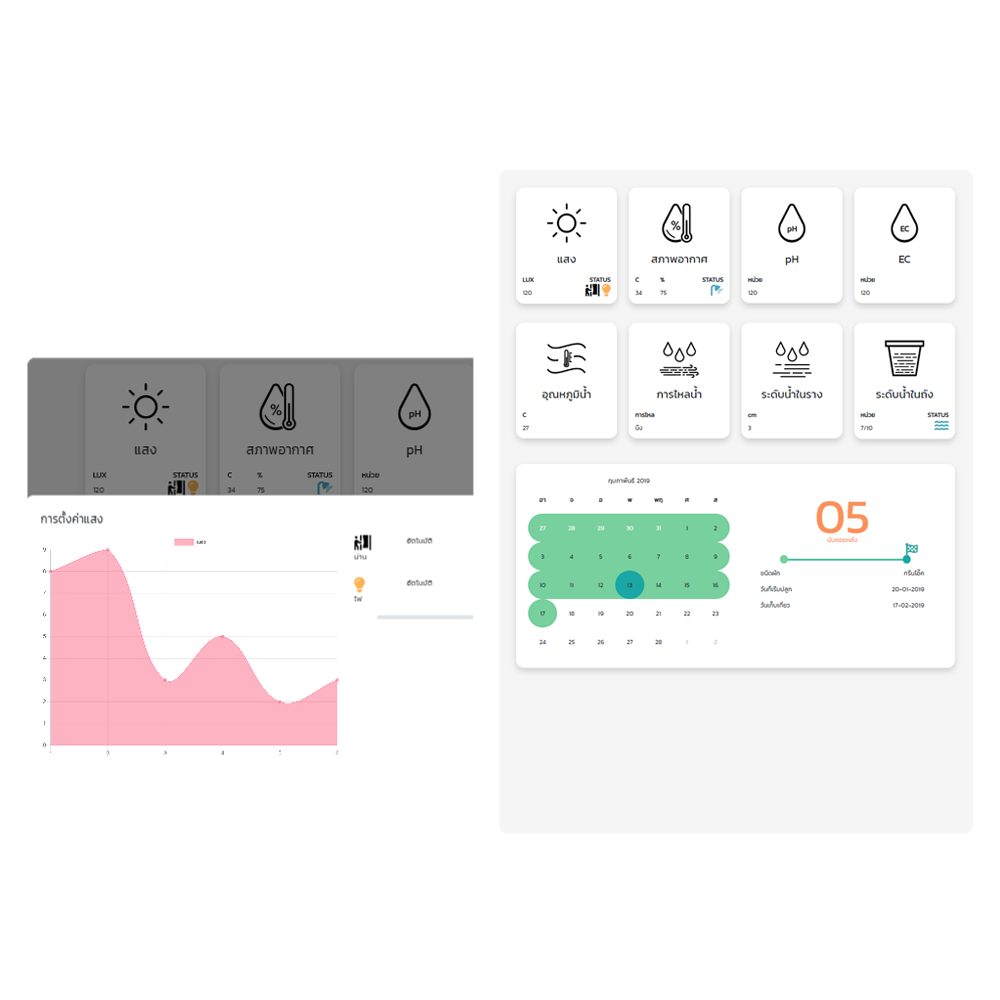 แสง
สภาพอากาศ
pH
pH
%
LUX
STATUS
C
%
STATUS
หน่วย
120
34
75
120
การตั้งค่าแสง
แสง
9
8
7
6
5
4
3
2
1
0
1
2
3
4
5
6
ม่าน
อัตโนมัติ
ไฟ
อัตโนมัติ
%
pH
EC
แสง
สภาพอากาศ
pH
EC
LUX
STATUS
C
%
STATUS
หน่วย
หน่วย
120
34
75
120
120
อุณหภูมิน้ำ
การไหลน้ำ
ระดับน้ำในราง
ระดับน้ำในถัง
C
การไหล
cm
หน่วย
STATUS
27
3
7/10
กุมภาพันธ์ 2019
อา จ อ พ พฤ ศ ส
27 28 29 30 31 1 2
3 4 5 6 7 8 9
10 11 12 13 14 15 16
17 18 19 20 21 22 23
24 25 26 27 28 1 2
05
นับถอยหลัง
ชนิดผัก
กรีนโอ๊ค
วันที่เริ่มปลูก
20-01-2019
วันเก็บเกี่ยว
17-02-2019